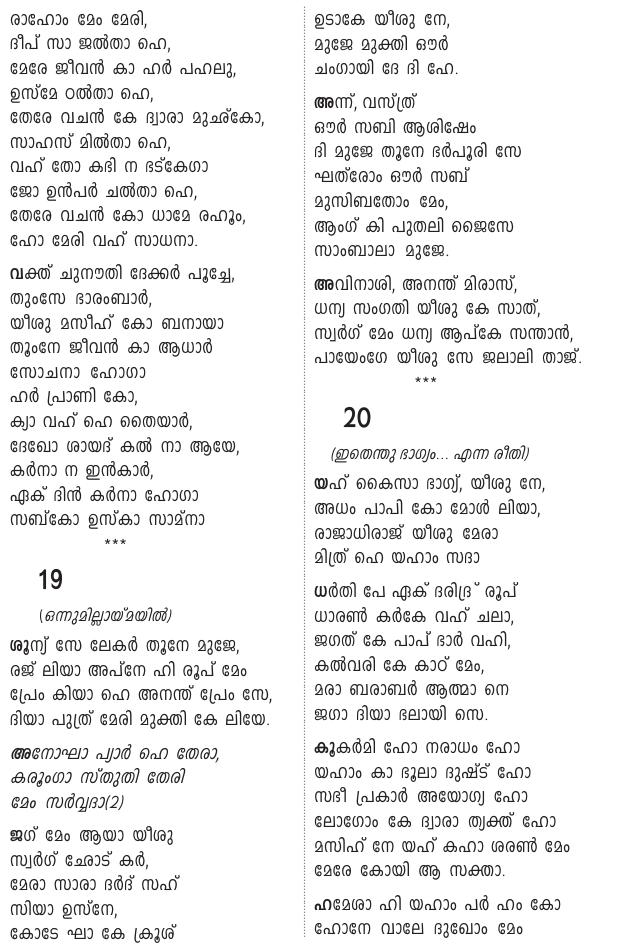 രാഹോം മേം മേരി,
ദീപ് സാ ജൽതാ ഹെ,
മേരേ ജീവൻ കാ ഹർ പഹലു,
ഉസ്മേ ഠൽതാ ഹെ,
തേരേ വചൻ കേ ദ്വാരാ മുഛ്കോ,
സാഹസ് മിൽതാ ഹെ,
വഹ് തോ കഭി ന ഭട്കേഗാ
ജോ ഉൻപർ ചൽതാ ഹെ,
തേരേ വചൻ കോ ധാമേ രഹൂം,
ഹോ മേരി വഹ് സാധനാ.
വക്ത് ചുനൗതി ദേക്കർ പൂച്ചേ,
തുംസേ ഭാരംബാർ,
യീശു മസീഹ് കോ ബനായാ
തൂംനേ ജീവൻ കാ ആധാർ
സോചനാ ഹോഗാ
ഹർ പ്രാണി കോ,
ക്യാ വഹ് ഹെ തൈയാർ,
ദേഖോ ശായദ് കൽ നാ ആയേ,
കർനാ ന ഇൻകാർ,
ഏക് ദിൻ കർനാ ഹോഗാ
സബ്കോ ഉസ്കാ സാമ്നാ
***
19
(ഒന്നുമില്ലായ്മയിൽ)
ശൂന്യ് സേ ലേകർ തൂനേ മുജേ,
രജ് ലിയാ അപ്നേ ഹി രൂപ് മേം
പ്രേം കിയാ ഹെ അനന്ത് പ്രേം സേ,
ദിയാ പുത്ര് മേരി മുക്തി കേ ലിയേ.
അനോഘാ പ്യാർ ഹെ തേരാ,
കരൂംഗാ സ്തുതി തേരി
മേം സർവ്വദാ(2)
ജഗ് മേം ആയാ യീശു
സ്വർഗ് ഛോട് കർ,
മേരാ സാരാ ദർദ് സഹ്
സിയാ ഉസ്നേ,
കോടേ ഘാ കേ ക്രൂശ്
ഉടാകേ യീശു നേ,
മുജേ മുക്തി ഔർ
ചംഗായി ദേ ദി ഹേ.
അന്ന്, വസ്ത്ര്
ഔർ സബി ആശിഷേം
ദി മുജേ തൂനേ ഭർപൂരി സേ
ഘത്രോം ഔർ സബ്
മുസിബതോം മേം,
ആംഗ് കി പുതലി ജൈസേ
സാംബാലാ മുജേ.
അവിനാശി, അനന്ത് മിരാസ്,
ധന്യ സംഗതി യീശു കേ സാത്,
സ്വർഗ് മേം ധന്യ ആപ്കേ സന്താൻ,
പായേംഗേ യീശു സേ ജലാലി താജ്.
***
20
(ഇതെന്തു ഭാഗ്യം... എന്ന രീതി)
യഹ് കൈസാ ഭാഗ്യ്, യീശു നേ,
അധം പാപി കോ മോൾ ലിയാ,
രാജാധിരാജ് യീശു മേരാ
മിത്ര് ഹെ യഹാം സദാ
ധർതി പേ ഏക് ദരിദ്ര് രൂപ്
ധാരൺ കർകേ വഹ് ചലാ,
ജഗത് കേ പാപ് ഭാർ വഹി,
കൽവരി കേ കാഠ് മേം,
മരാ ബരാബർ ആത്മാ നെ
ജഗാ ദിയാ ഭലായി സെ.
കൂകർമി ഹോ നരാധം ഹോ
യഹാം കാ ഭൂലാ ദുഷ്ട് ഹോ
സഭീ പ്രകാർ അയോഗ്യ ഹോ
ലോഗോം കേ ദ്വാരാ ത്യക്ത് ഹോ
മസിഹ് നേ യഹ് കഹാ ശരൺ മേം
മേരേ കോയി ആ സക്താ.
ഹമേശാ ഹി യഹാം പർ ഹം കോ
ഹോനേ വാലേ ദുഖോം മേം